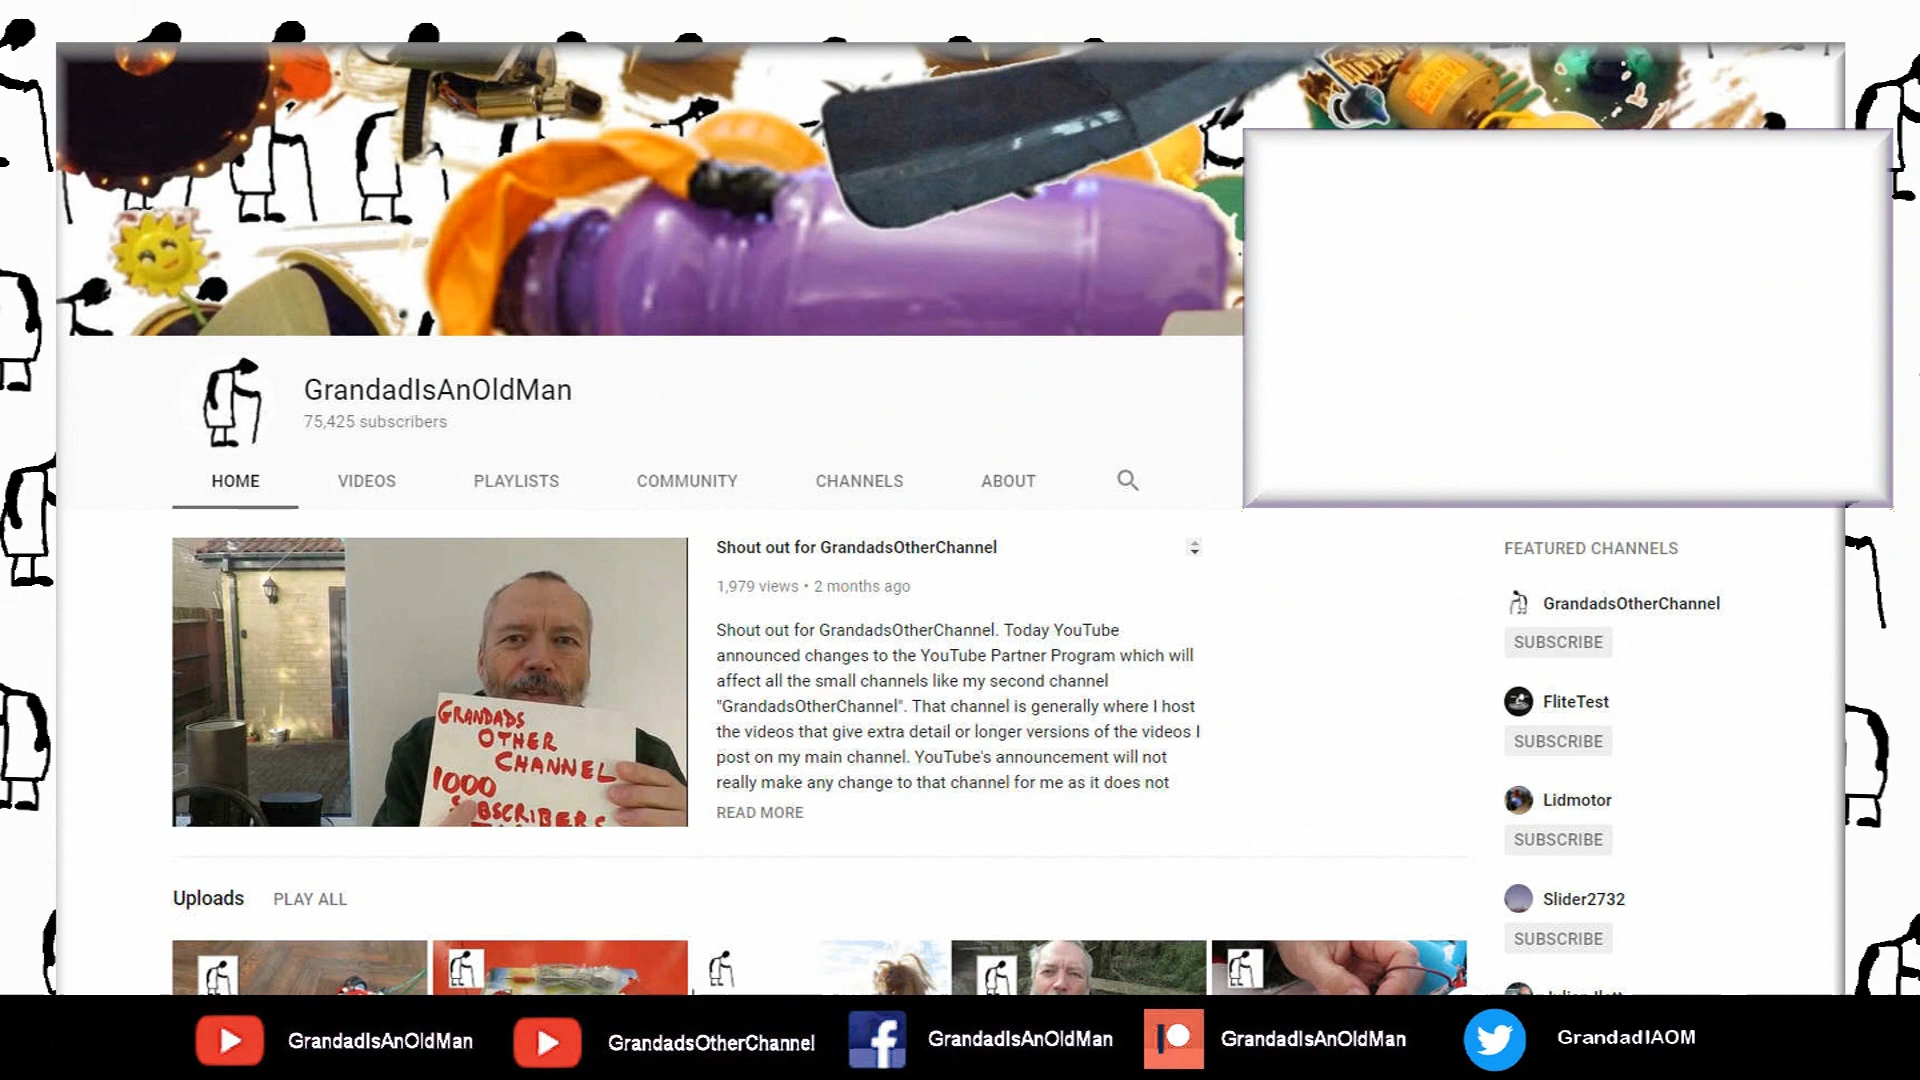 GrandadIsAnOldMan
75,425 subscribers
HOME VIDEOS PLAYLISTS COMMUNITY CHANNELS ABOUT
Shout out for GrandadsOtherChannel
1,979 views • 2 months ago
Shout out for GrandadsOtherChannel. Today YouTube
announced changes to the YouTube Partner Program which will
affect all the small channels like my second channel
"GrandadsOtherChannel". That channel is generally where I host
the videos that give extra detail or longer versions of the videos I
post on my main channel. YouTube's announcement will not
really make any change to that channel for me as it does not
READ MORE
GRANDADS
OTHER
CHANNEL
1000
SUBSCRIBERS
FEATURED CHANNELS
GrandadsOtherChannel
SUBSCRIBE
FliteTest
SUBSCRIBE
Lidmotor
SUBSCRIBE
Slider2732
SUBSCRIBE
Uploads PLAY ALL
GrandadIsAnOldMan GrandadsOtherChannel GrandadIsAnOldMan GrandadIsAnOldMan GrandadIAOM